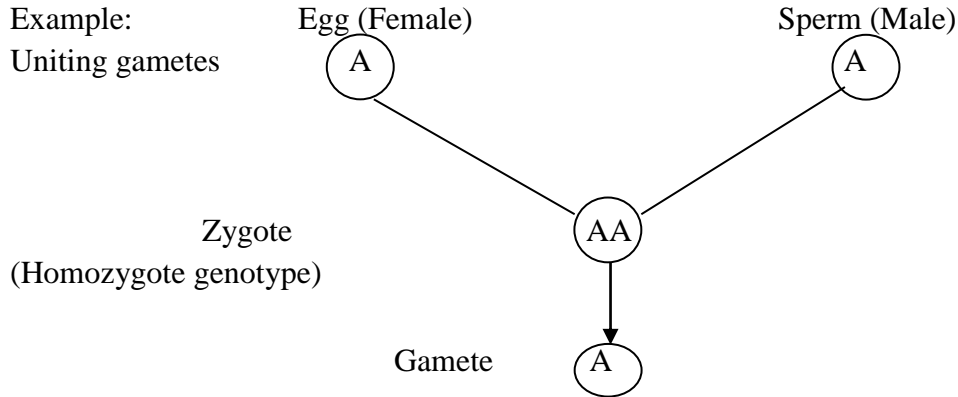 Example: Egg (Female) Sperm (Male)
Uniting gametes A A
Zygote AA
(Homozygote genotype)
Gamete A